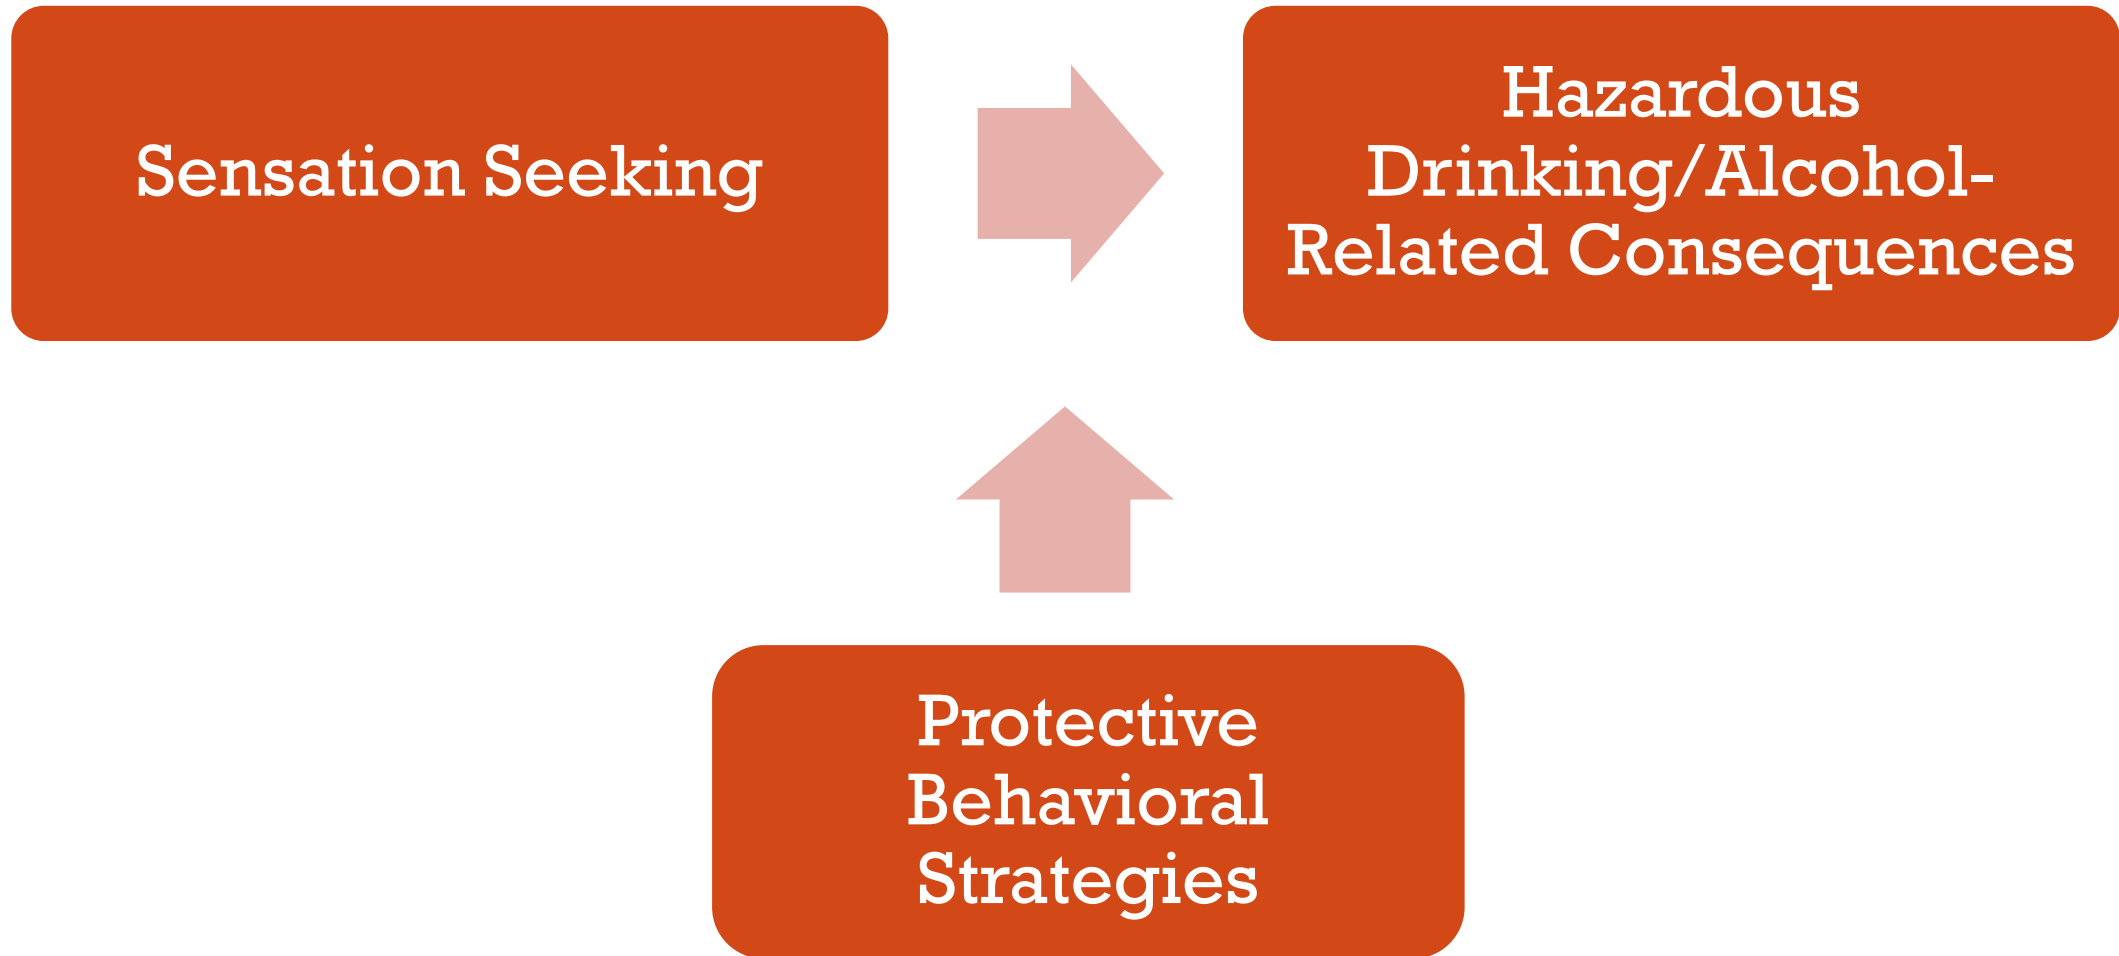 Sensation Seeking
Hazardous
Drinking/Alcohol-
Related Consequences
Protective
Behavioral
Strategies